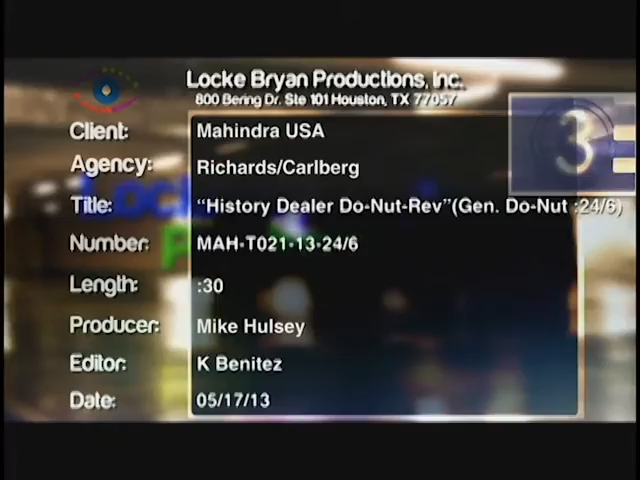 Locke Bryan Productions, Inc.
800 Bering Dr. Ste 101 Houston, TX 77057
3
Client: Mahindra USA
Agency: Richards/Carlberg
Title: “History Dealer Do-Nut-Rev”(Gen. Do-Nut :24/6)
Number: MAH-T021-13-24/6
Length: :30
Producer: Mike Hulsey
Editor: K Benitez
Date: 05/17/13